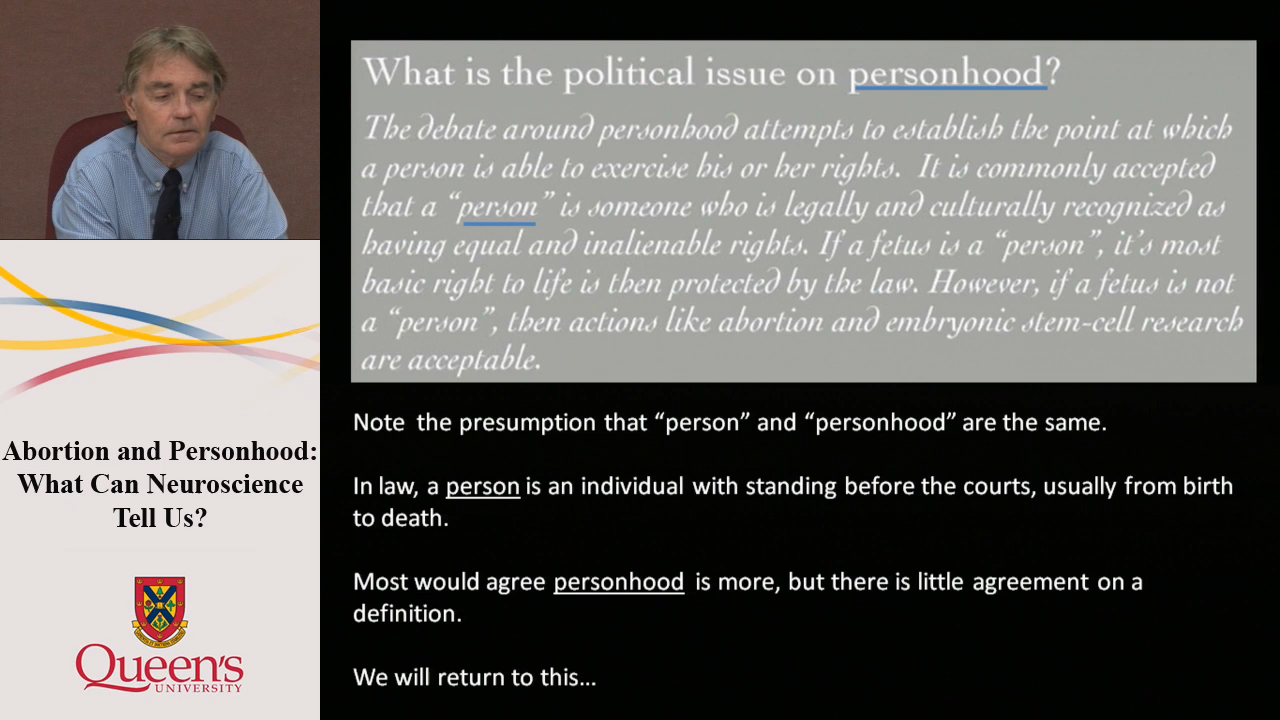 What is the political issue on personhood?
The debate around personhood attempts to establish the point at which
a person is able to exercise his or her rights. It is commonly accepted
that a “person” is someone who is legally and culturally recognized as
having equal and inalienable rights. If a fetus is a “person”, it’s most
basic right to life is then protected by the law. However, if a fetus is not
a “person”, then actions like abortion and embryonic stem-cell research
are acceptable.
Note the presumption that “person” and “personhood” are the same.
In law, a person is an individual with standing before the courts, usually from birth
to death.
Most would agree personhood is more, but there is little agreement on a
definition.
We will return to this...
Abortion and Personhood:
What Can Neuroscience
Tell Us?
Queen's
UNIVERSITY